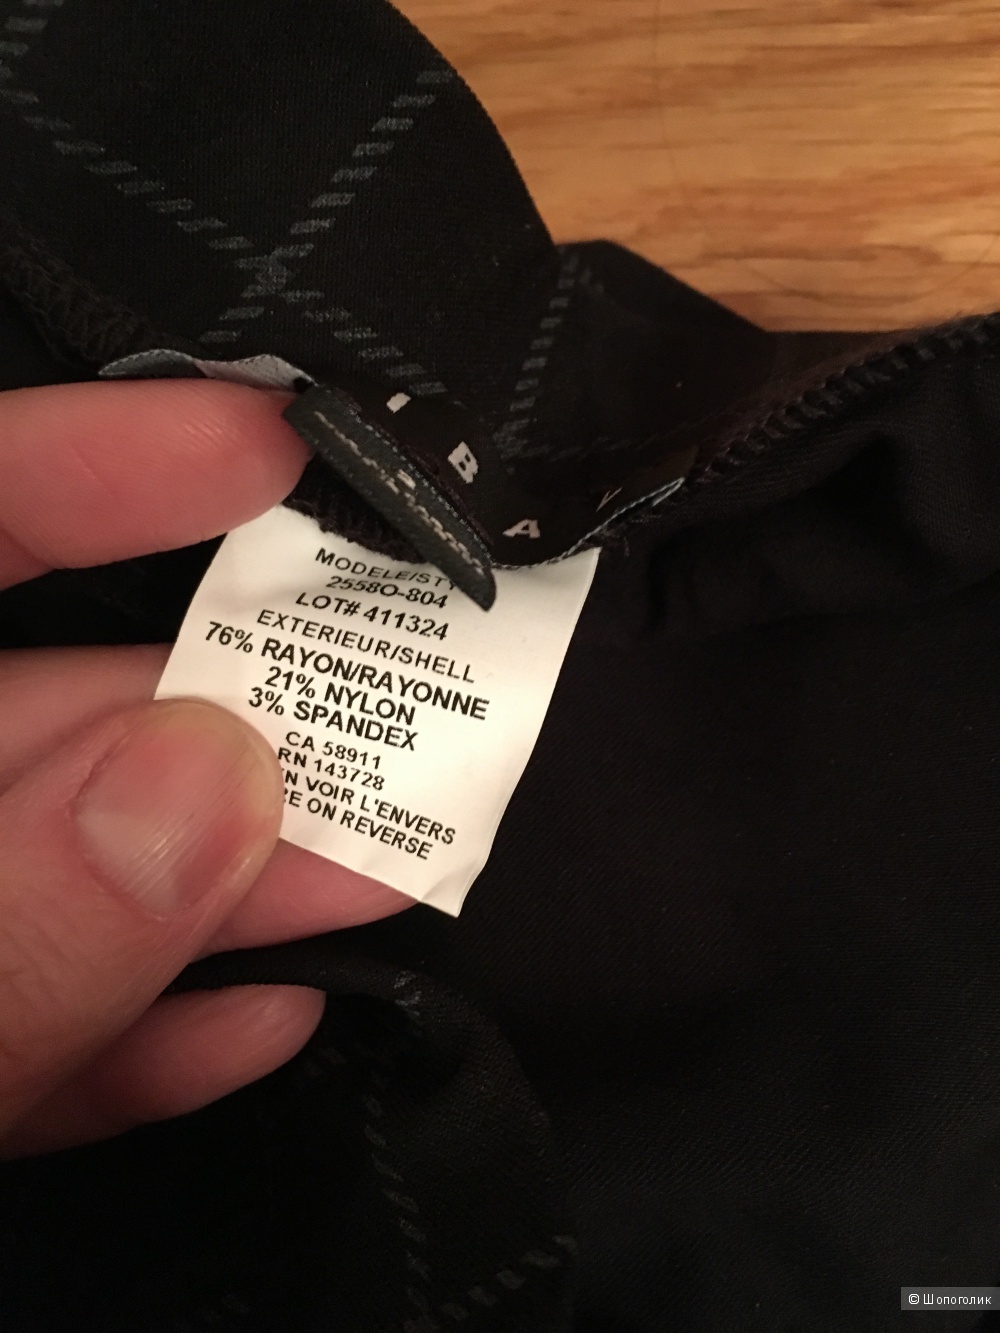 I B A Y
MODELE/STY
2558O-804
LOT# 411324
EXTERIEUR/SHELL
76% RAYON/RAYONNE
21% NYLON
3% SPANDEX
CA 58911
RN 143728
N VOIR L'ENVERS
E ON REVERSE
© Шопоголик